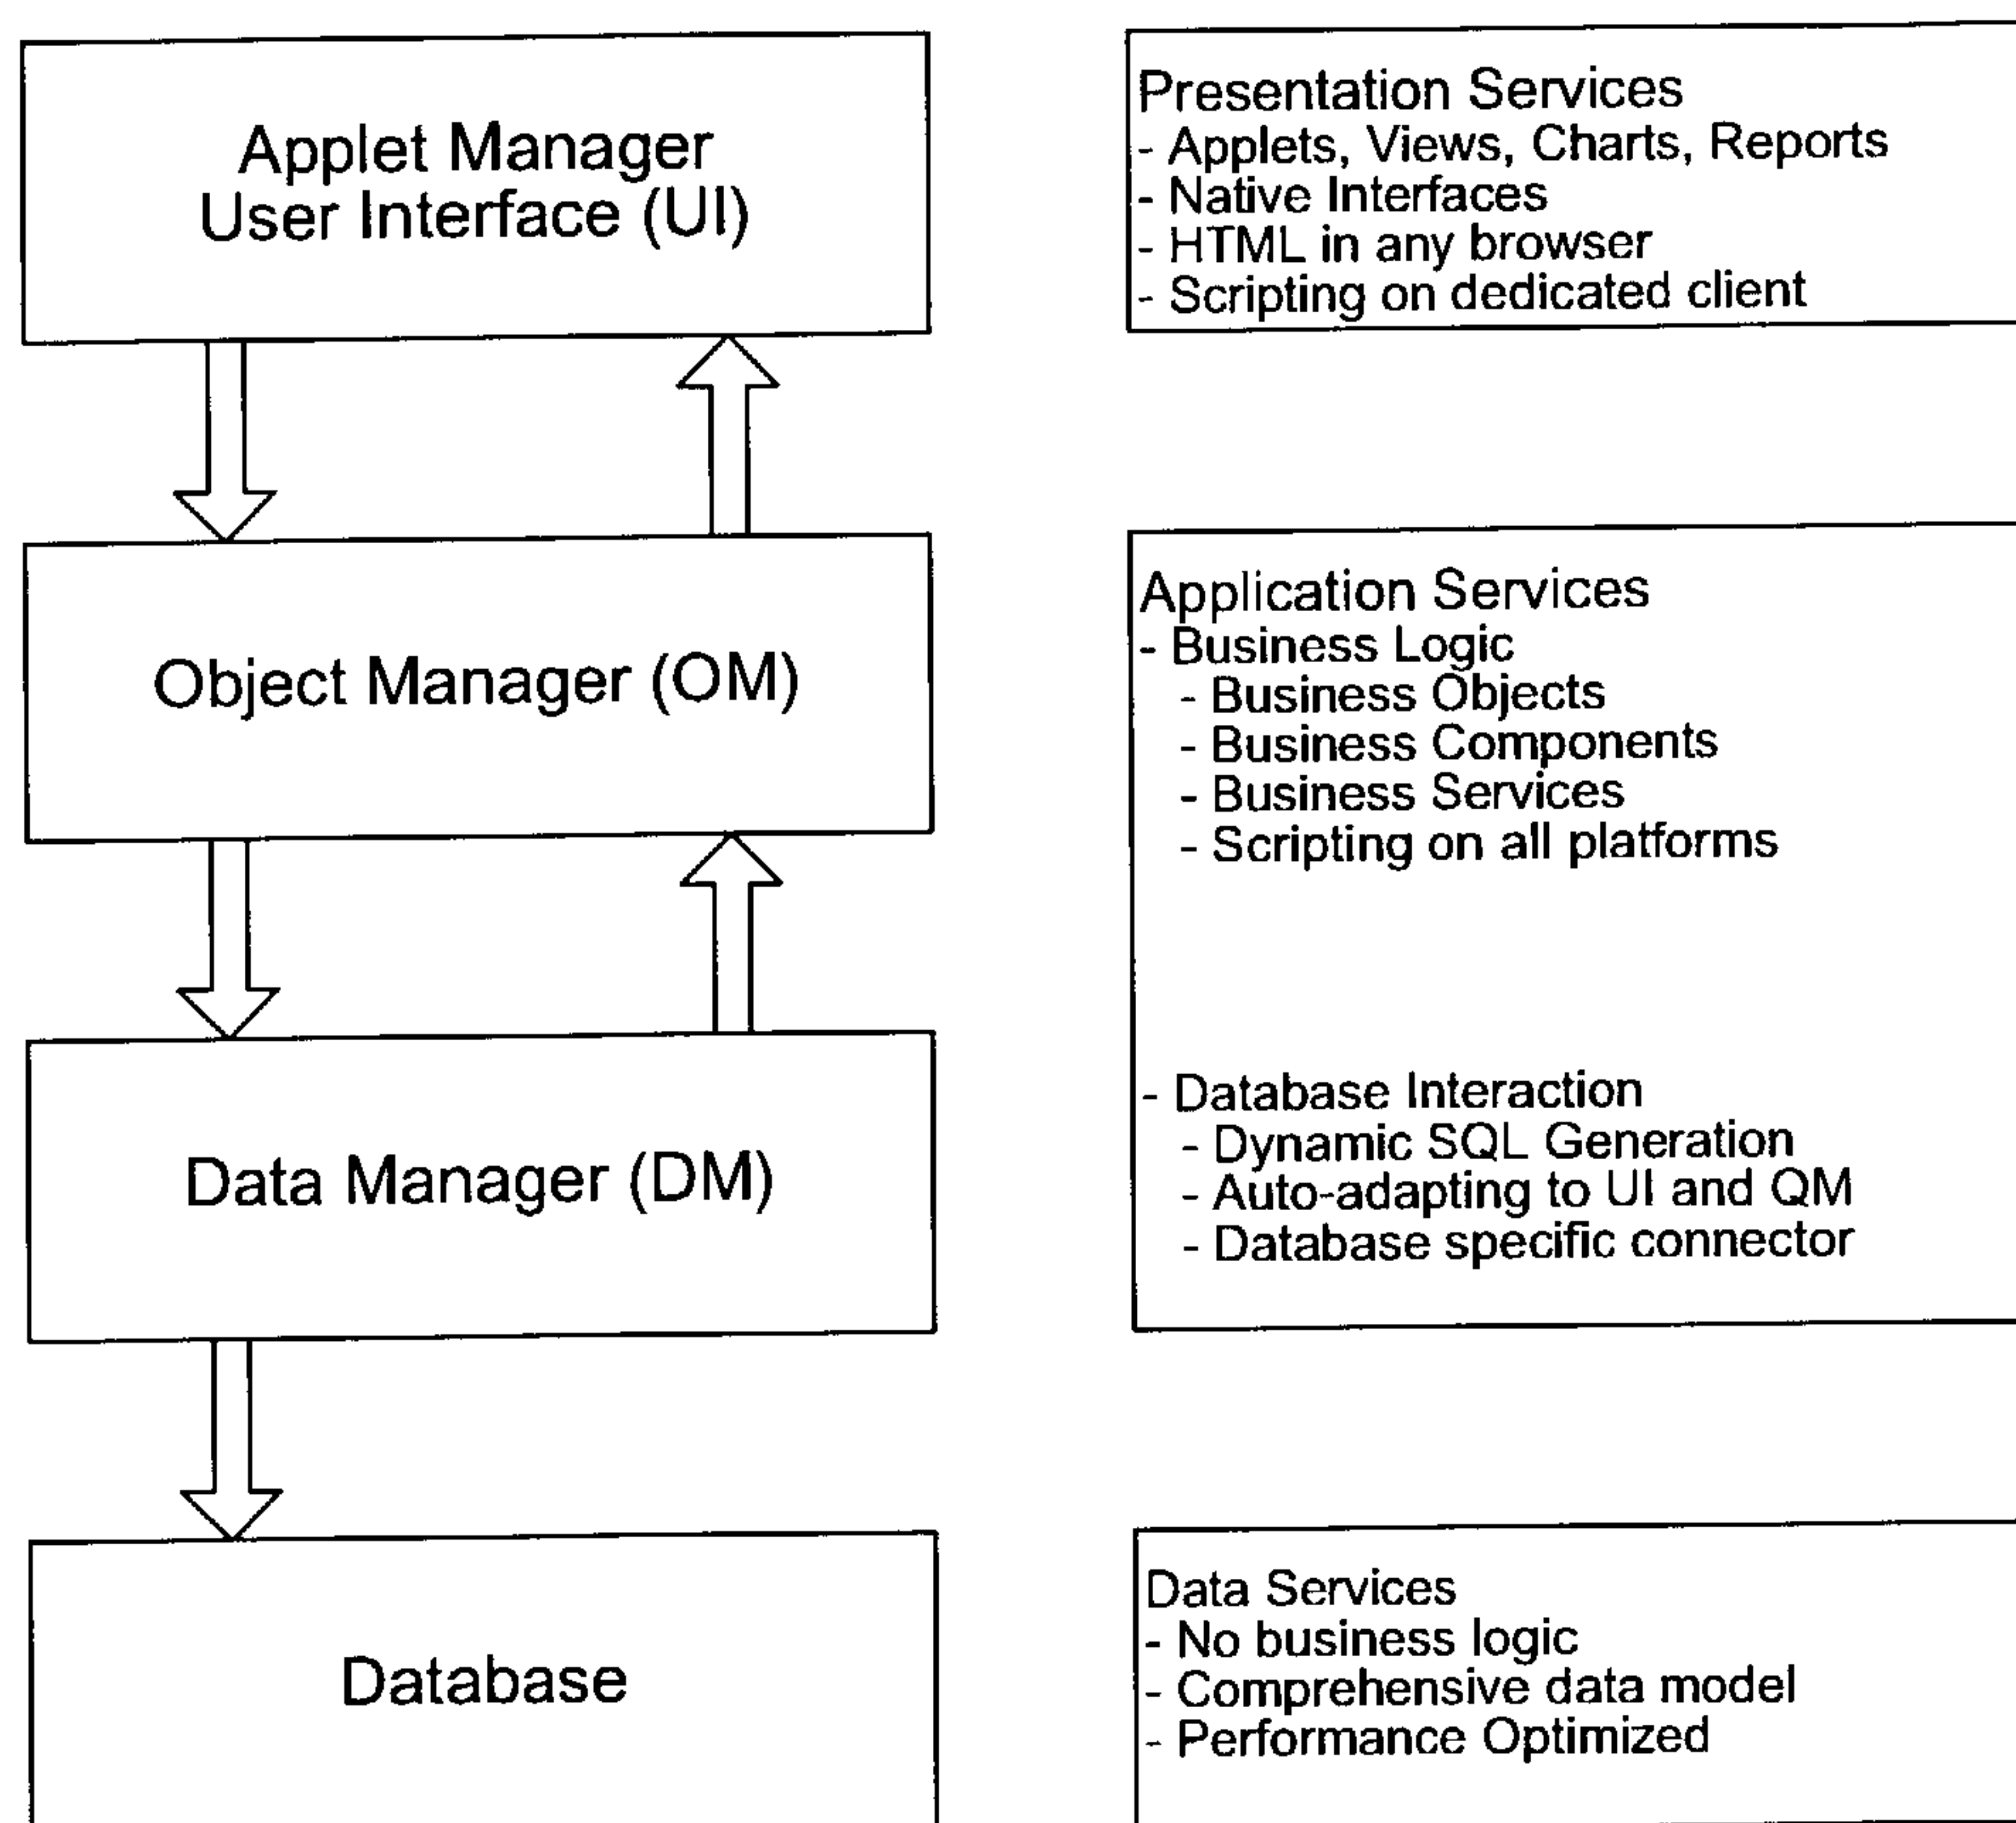 Applet Manager
User Interface (UI)
Presentation Services
- Applets, Views, Charts, Reports
- Native Interfaces
- HTML in any browser
- Scripting on dedicated client
Object Manager (OM)
Application Services
- Business Logic
- Business Objects
- Business Components
- Business Services
- Scripting on all platforms
Data Manager (DM)
- Database Interaction
- Dynamic SQL Generation
- Auto-adapting to UI and QM
- Database specific connector
Database
Data Services
- No business logic
- Comprehensive data model
- Performance Optimized